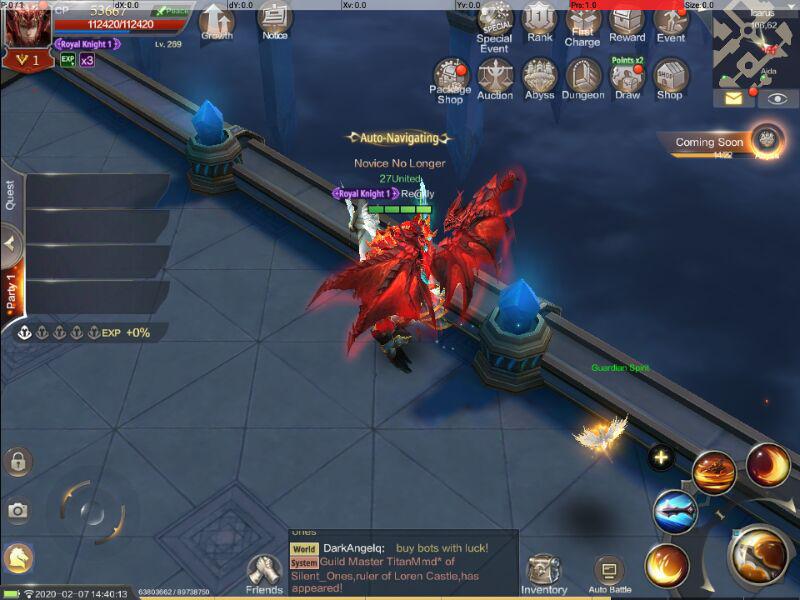 P:0/1 dX:0.0 dY:0.0 Xv:0.0 Yv:0.0 Prs:1.0 Size:0.0
CP 53667
Peace
112420/112420
Royal Knight 1
Lv. 289
1
EXP x3
Growth
Notice
SPECIAL
Special Event
Rank
First Charge
Reward
Event
Icarus
Aida
Package Shop
Auction
Abyss
Dungeon
Points x2
Draw
SHOP
Shop
Coming Soon
Auto-Navigating
Novice No Longer
27United
Royal Knight 1
Quest
Party 1
EXP +0%
Guardian Spirit
World DarkAngelq: buy bots with luck!
System Guild Master TitanMmd* of
Silent_Ones,ruler of Loren Castle,has
appeared!
Friends
Inventory
Auto Battle
2020-02-07 14:40:13
63803662 / 89738750